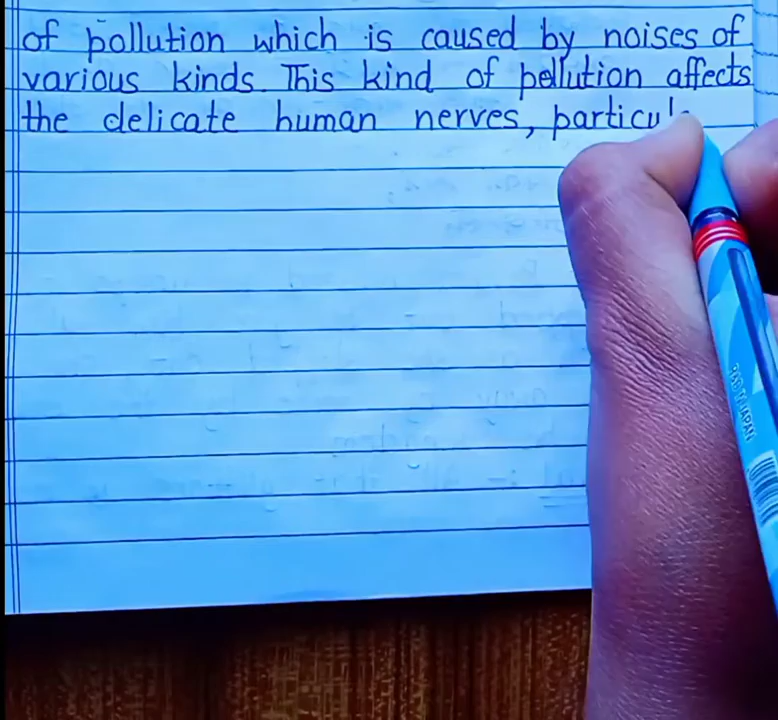 of pollution which is caused by noises of
various kinds. This kind of pollution affects
the delicate human nerves, particul